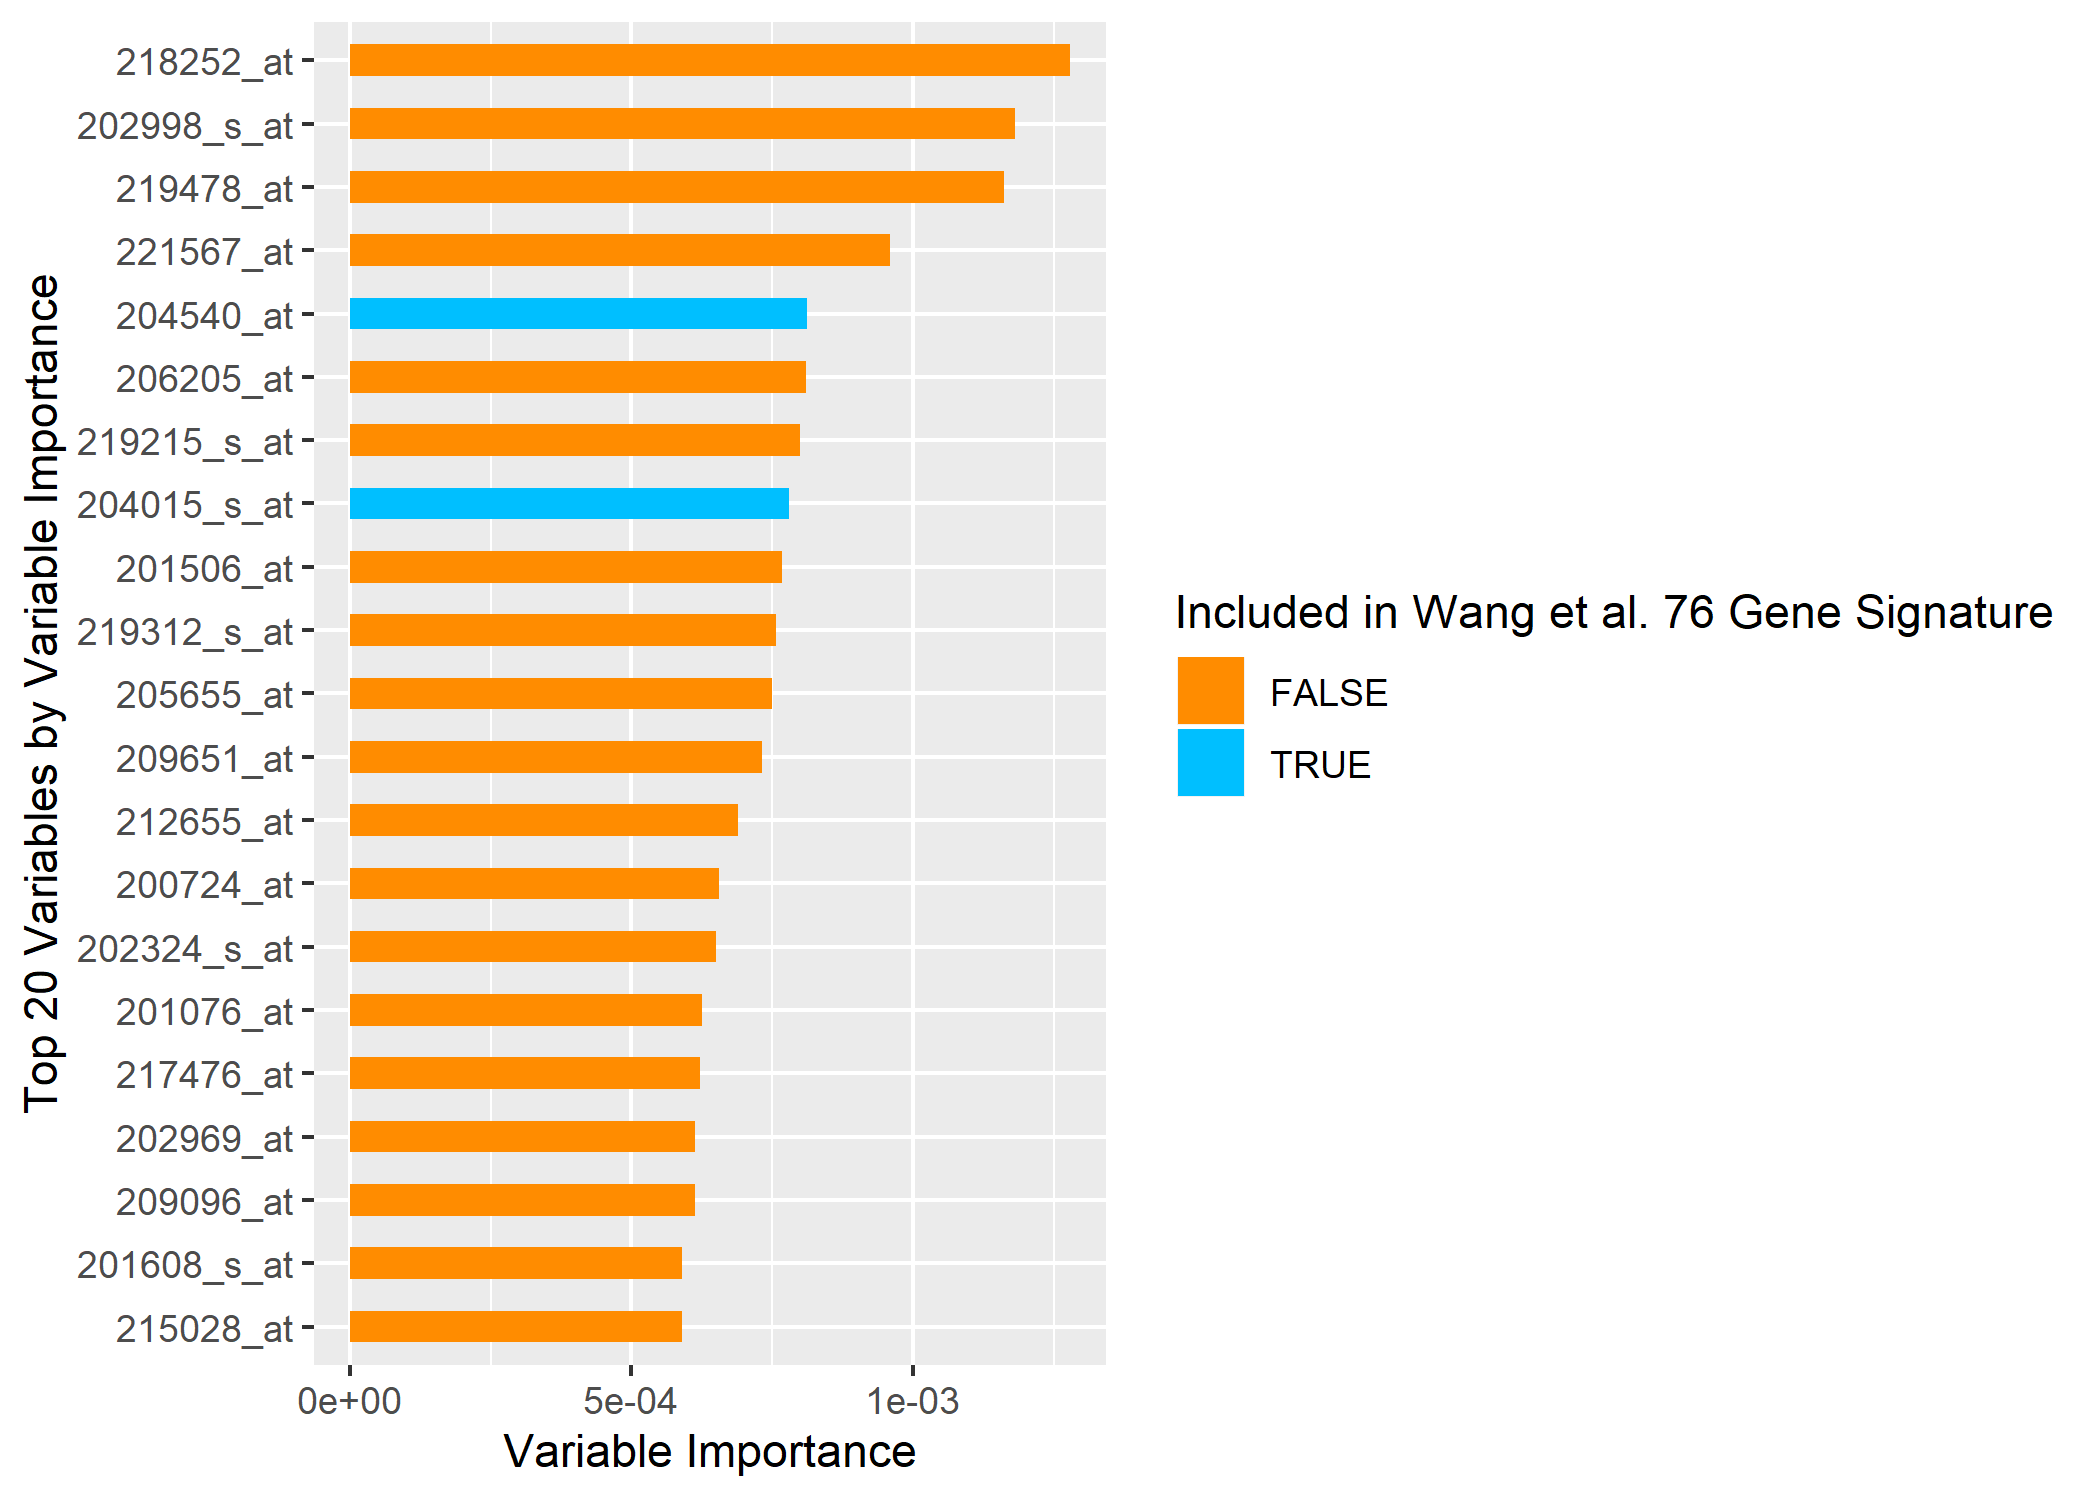 Top 20 Variables by Variable Importance
218252_at
202998_s_at
219478_at
221567_at
204540_at
206205_at
219215_s_at
204015_s_at
201506_at
219312_s_at
205655_at
209651_at
212655_at
200724_at
202324_s_at
201076_at
217476_at
202969_at
209096_at
201608_s_at
215028_at
0e+00 5e-04 1e-03
Variable Importance
Included in Wang et al. 76 Gene Signature
FALSE
TRUE